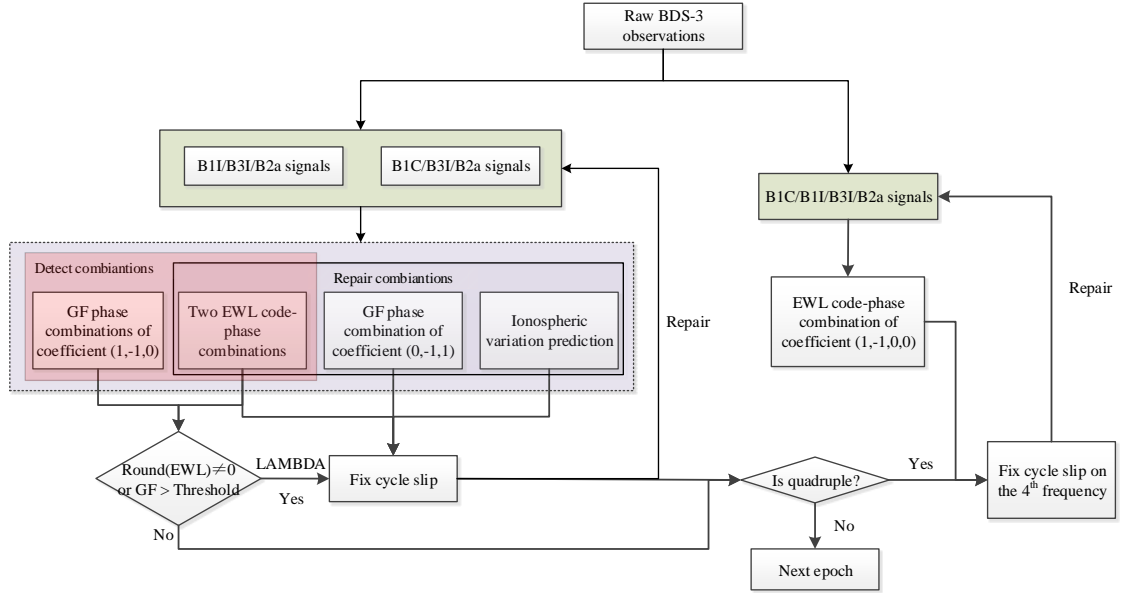 Raw BDS-3
observations
B1I/B3I/B2a signals
B1C/B3I/B2a signals
B1C/B1I/B3I/B2a signals
Detect combiantions
Repair combiantions
GF phase
combinations of
coefficient (1,-1,0)
Two EWL code-
phase
combinations
GF phase
combination of
coefficient (0,-1,1)
Ionospheric
variation prediction
Repair
EWL code-phase
combination of
coefficient (1,-1,0,0)
Repair
Round(EWL)≠0
or GF > Threshold
LAMBDA
Yes
No
Fix cycle slip
Is quadruple?
Yes
No
Fix cycle slip on
the 4th frequency
Next epoch